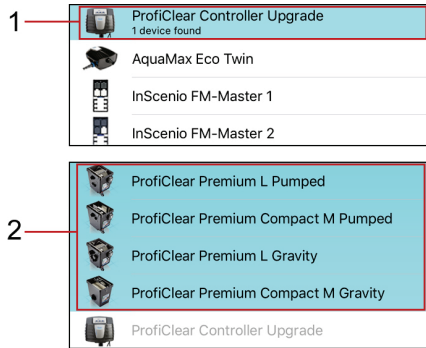 1
ProfiClear Controller Upgrade
1 device found
AquaMax Eco Twin
InScenio FM-Master 1
InScenio FM-Master 2
2
ProfiClear Premium L Pumped
ProfiClear Premium Compact M Pumped
ProfiClear Premium L Gravity
ProfiClear Premium Compact M Gravity
ProfiClear Controller Upgrade